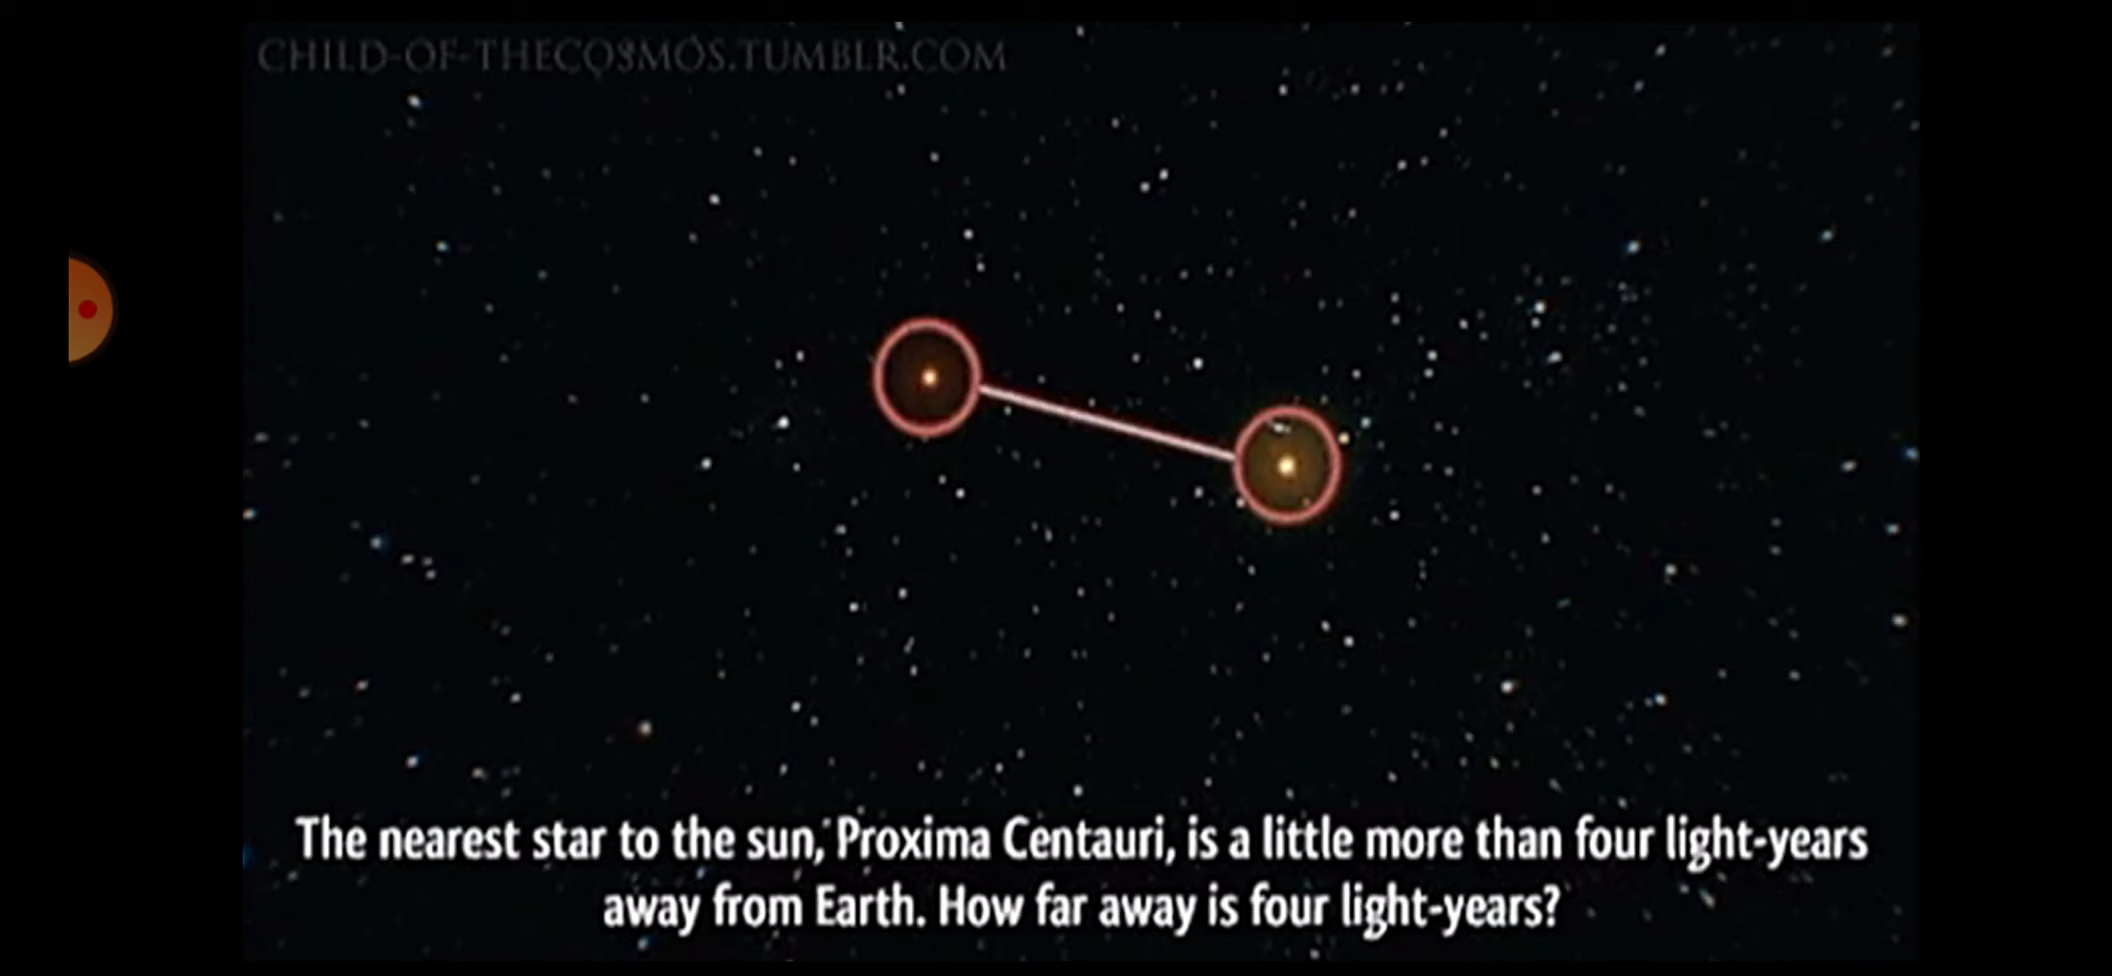 CHILD-OF-THECOSMOS.TUMBLR.COM
The nearest star to the sun, Proxima Centauri, is a little more than four light-years
away from Earth. How far away is four light-years?